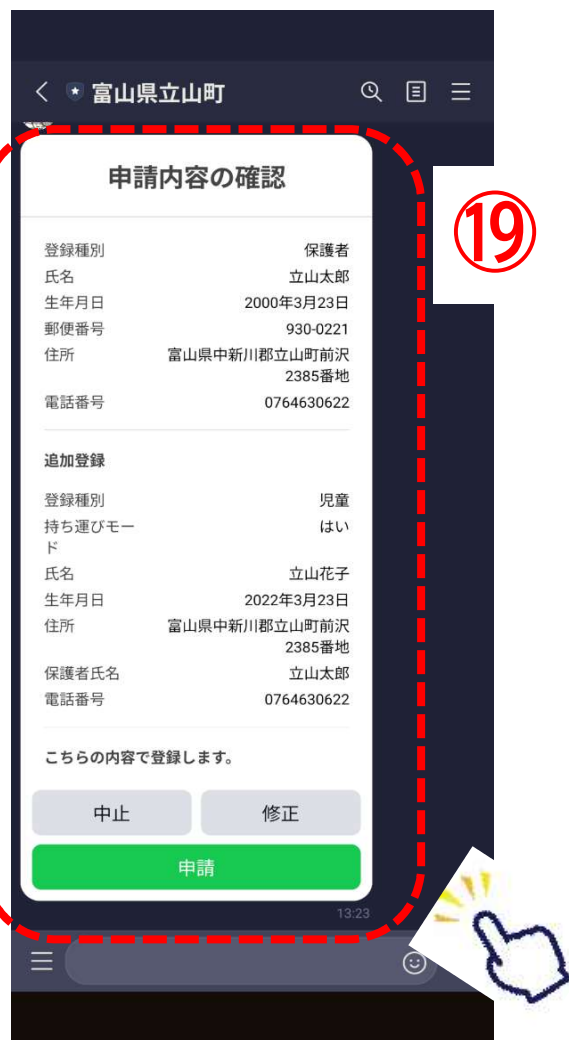 富山県立山町
⑲
申請内容の確認
登録種別 保護者
氏名 立山太郎
生年月日 2000年3月23日
郵便番号 930-0221
住所 富山県中新川郡立山町前沢
2385番地
電話番号 0764630622
追加登録
登録種別 児童
持ち運びモー はい
ド
氏名 立山花子
生年月日 2022年3月23日
住所 富山県中新川郡立山町前沢
2385番地
保護者氏名 立山太郎
電話番号 0764630622
こちらの内容で登録します。
中止 修正
申請
13:23